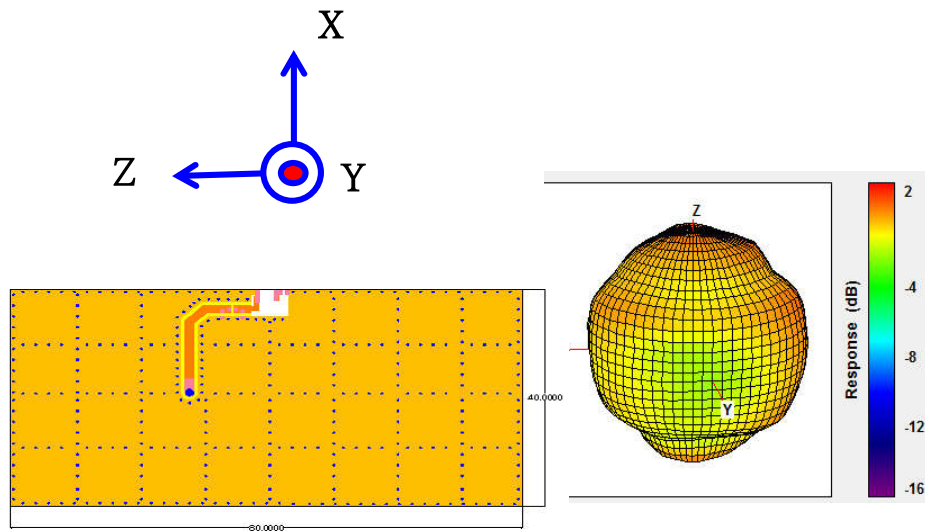 X
Z
Y
40.0000
80.0000
Z
Y
Response (dB)
2
-4
-8
-12
-16